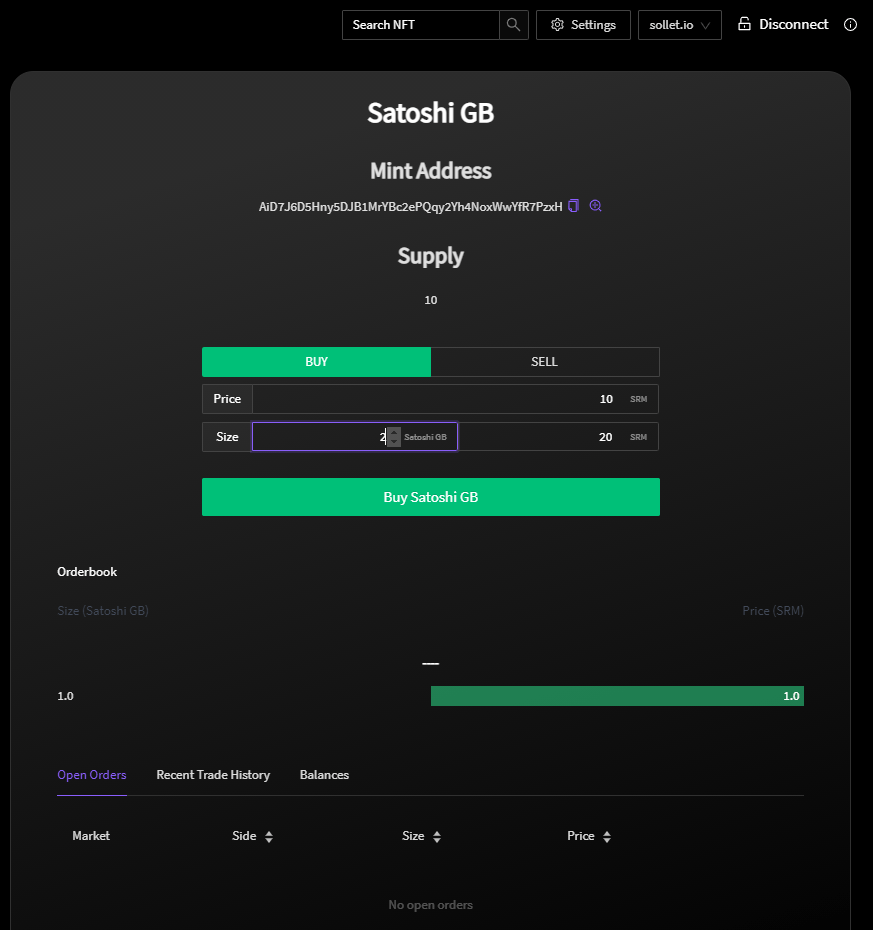 Search NFT Settings sollet.io Disconnect
Satoshi GB
Mint Address
AiD7J6D5Hny5DJB1MrYBc2ePQqy2Yh4NoxWwYfR7PzxH
Supply
10
BUY SELL
Price 10 SRM
Size 2 Satoshi GB 20 SRM
Buy Satoshi GB
Orderbook
Size (Satoshi GB) Price (SRM)
1.0 1.0
Open Orders Recent Trade History Balances
Market Side Size Price
No open orders